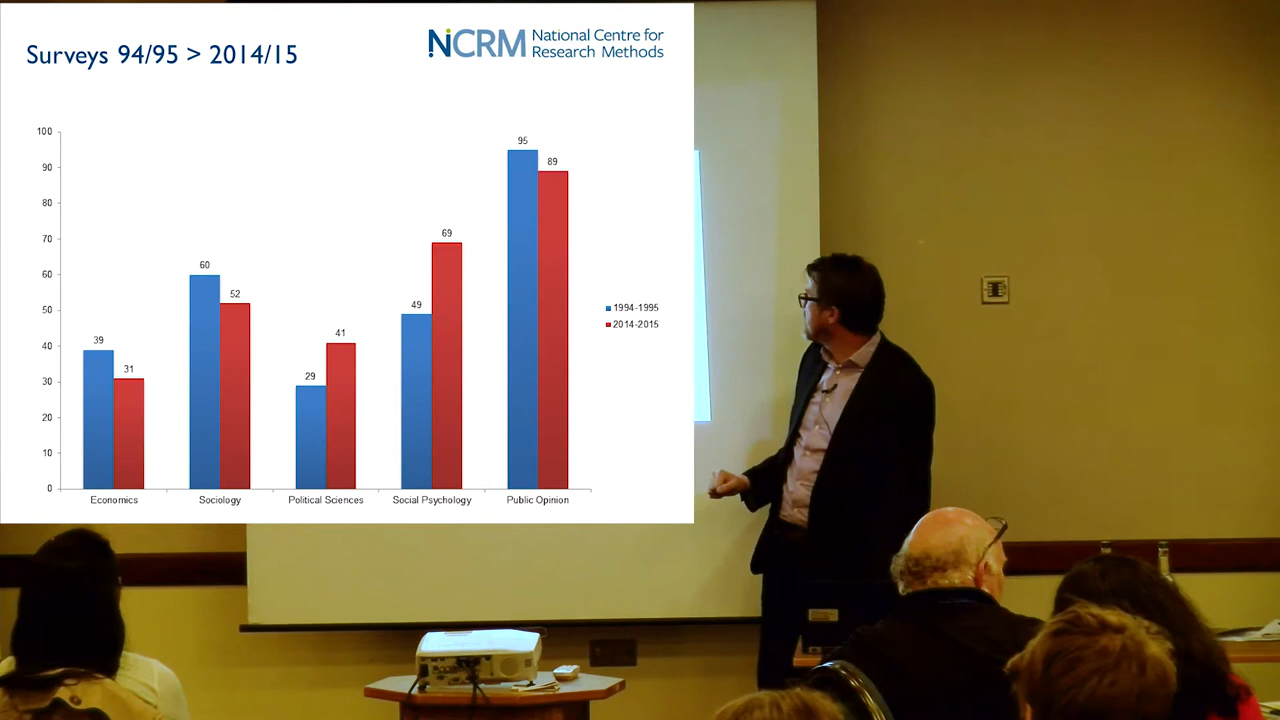 Surveys 94/95 > 2014/15
NCRM
National Centre for
Research Methods
100
90
80
70
60
50
40
30
20
10
0
39
31
60
52
29
41
49
69
95
89
Economics
Sociology
Political Sciences
Social Psychology
Public Opinion
1994-1995
2014-2015